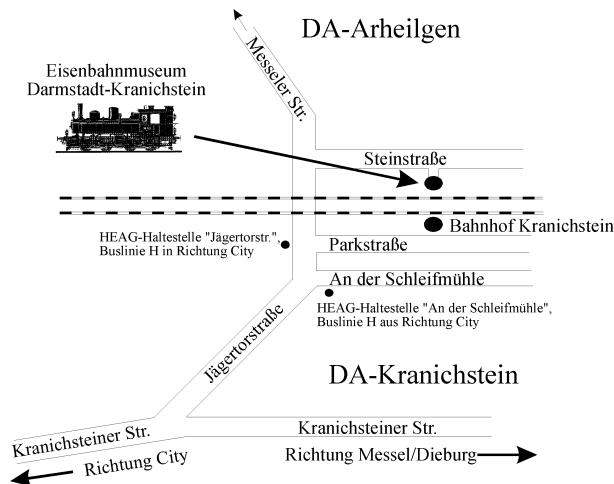 DA-Arheilgen
Messeler Str.
Eisenbahnmuseum
Darmstadt-Kranichstein
Steinstraße
Bahnhof Kranichstein
HEAG-Haltestelle "Jägertorstr.",
Buslinie H in Richtung City
Parkstraße
An der Schleifmühle
HEAG-Haltestelle "An der Schleifmühle",
Buslinie H aus Richtung City
Jägertorstraße
DA-Kranichstein
Kranichsteiner Str.
Kranichsteiner Str.
Richtung City
Richtung Messel/Dieburg